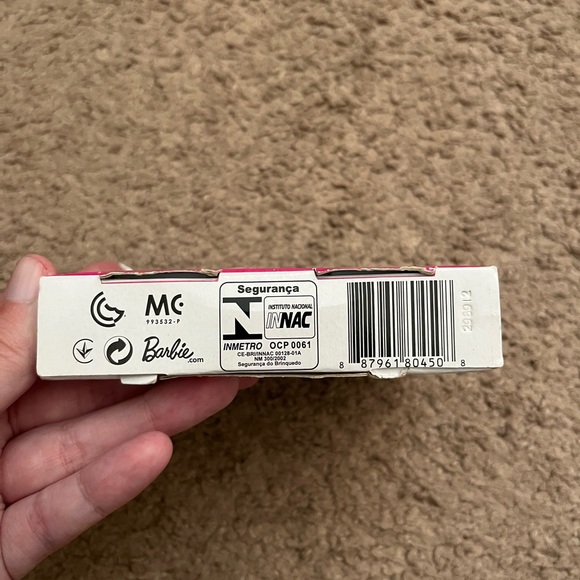 MC
993532-P
Barbie.com
Segurança
INSTITUTO NACIONAL
INNAC
INMETRO OCP 0061
CE-BRI/INNAC 00128-01A
NM 300/2002
Segurança do Brinquedo
8 87961 80450 8